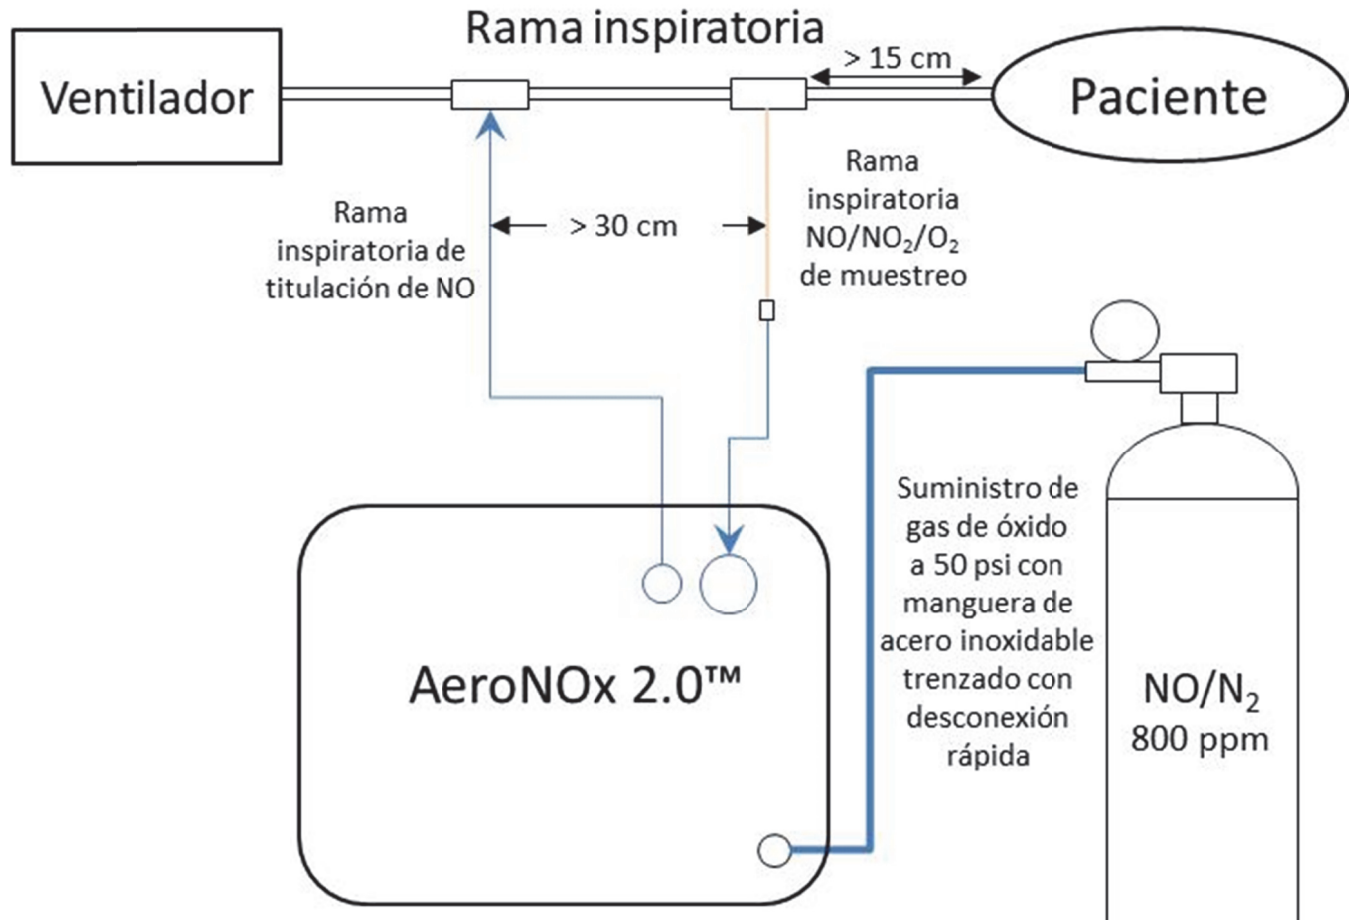 Rama inspiratoria
Ventilador
> 15 cm
Paciente
Rama
inspiratoria de
titulación de NO
> 30 cm
Rama
inspiratoria
NO/NO₂/O₂
de muestreo
AeroNOx 2.0™
Suministro de
gas de óxido
a 50 psi con
manguera de
acero inoxidable
trenzado con
desconexión
rápida
NO/N₂
800 ppm